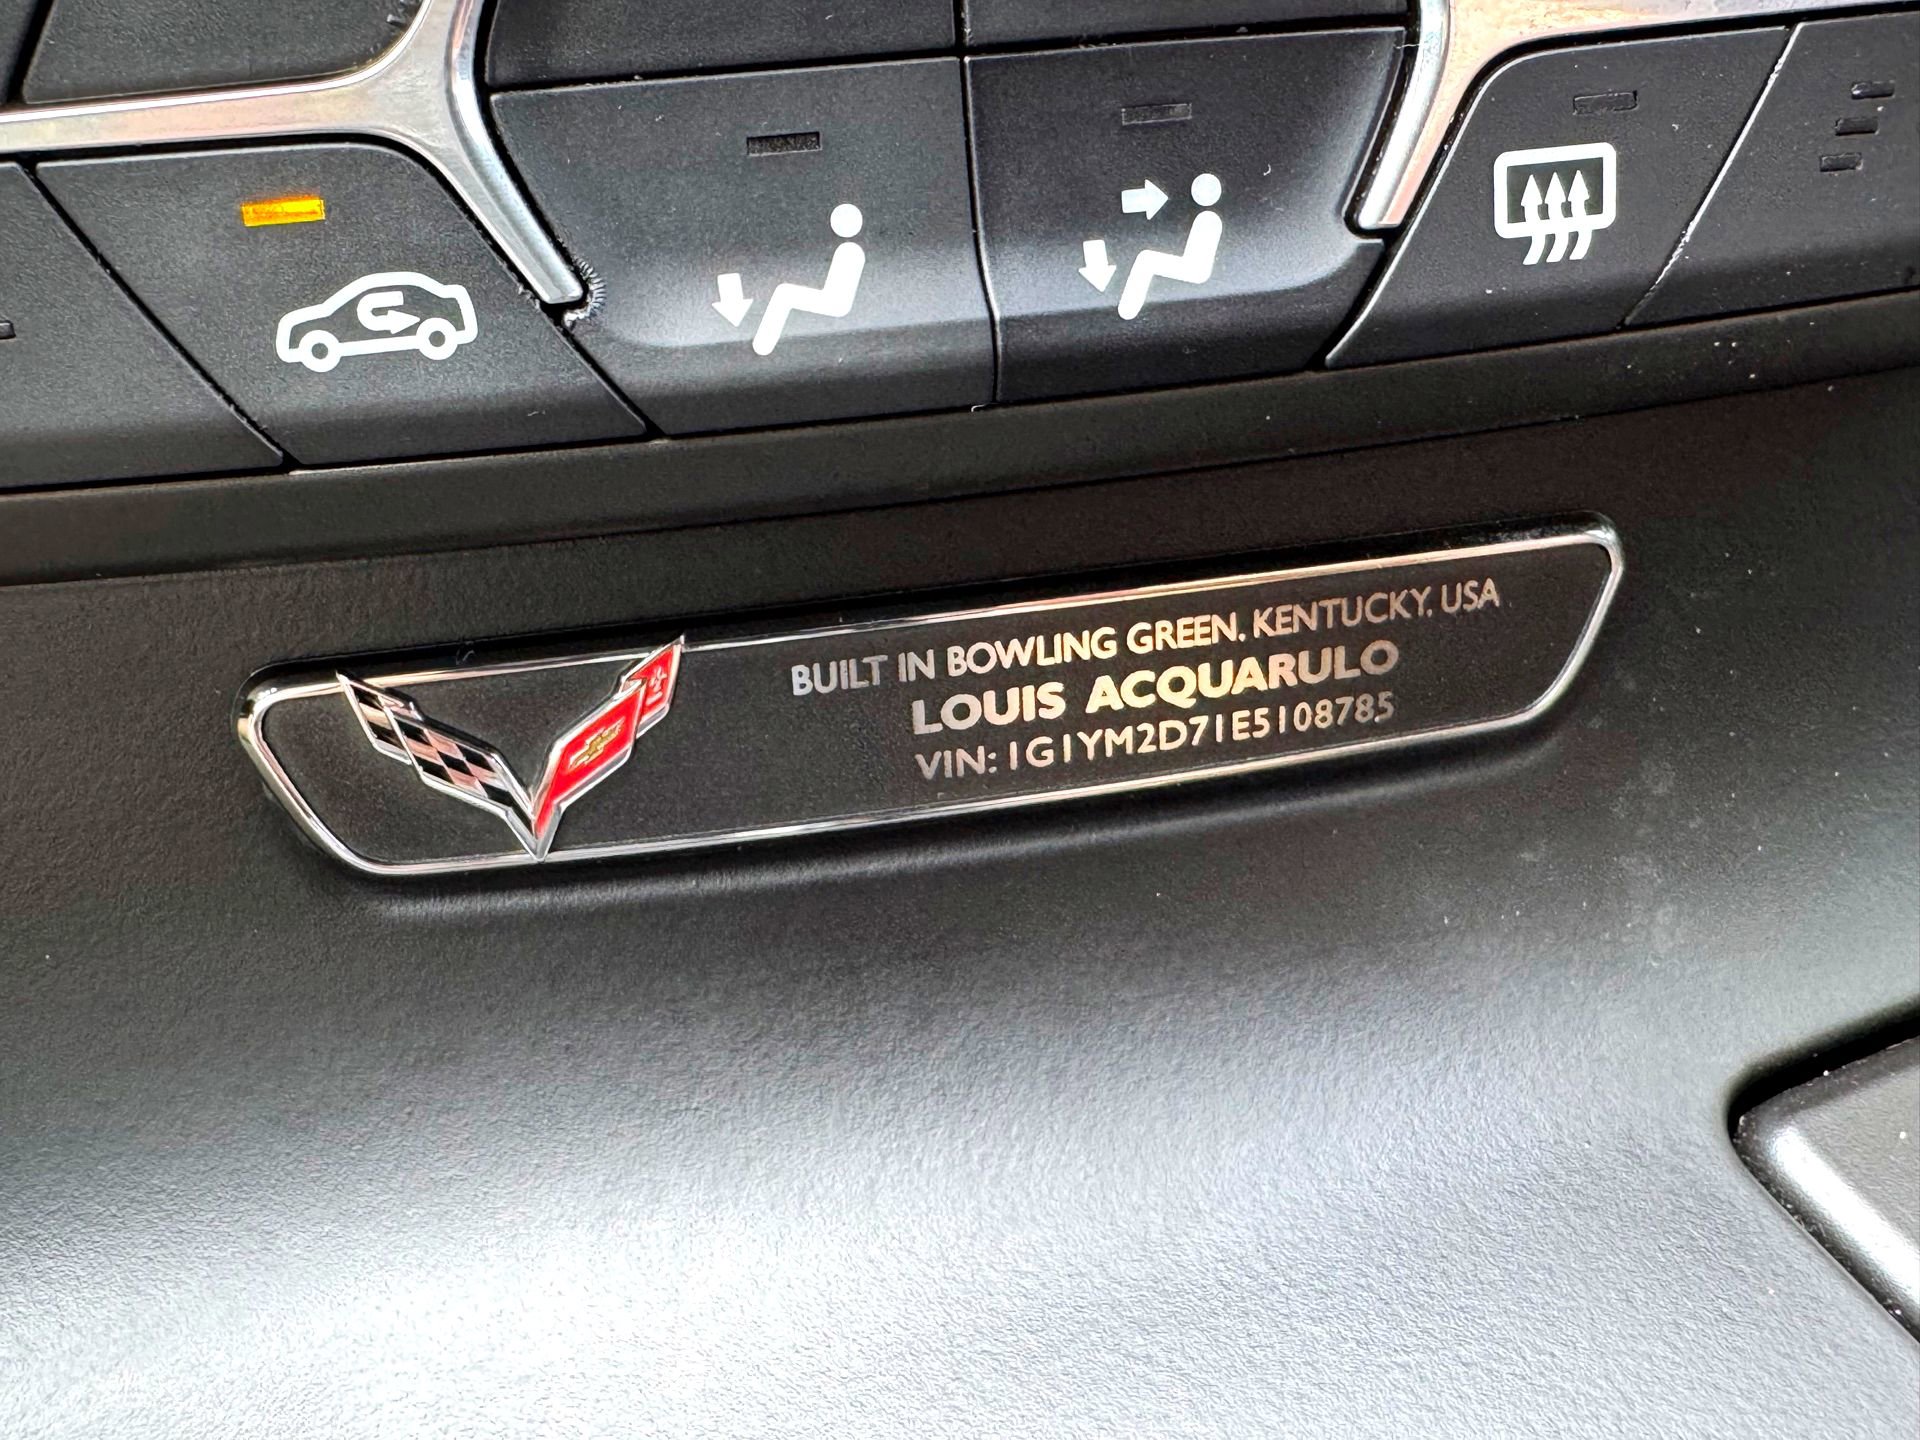 BUILT IN BOWLING GREEN, KENTUCKY, USA
LOUIS ACQUARULO
VIN: 1G1YM2D71E5108785